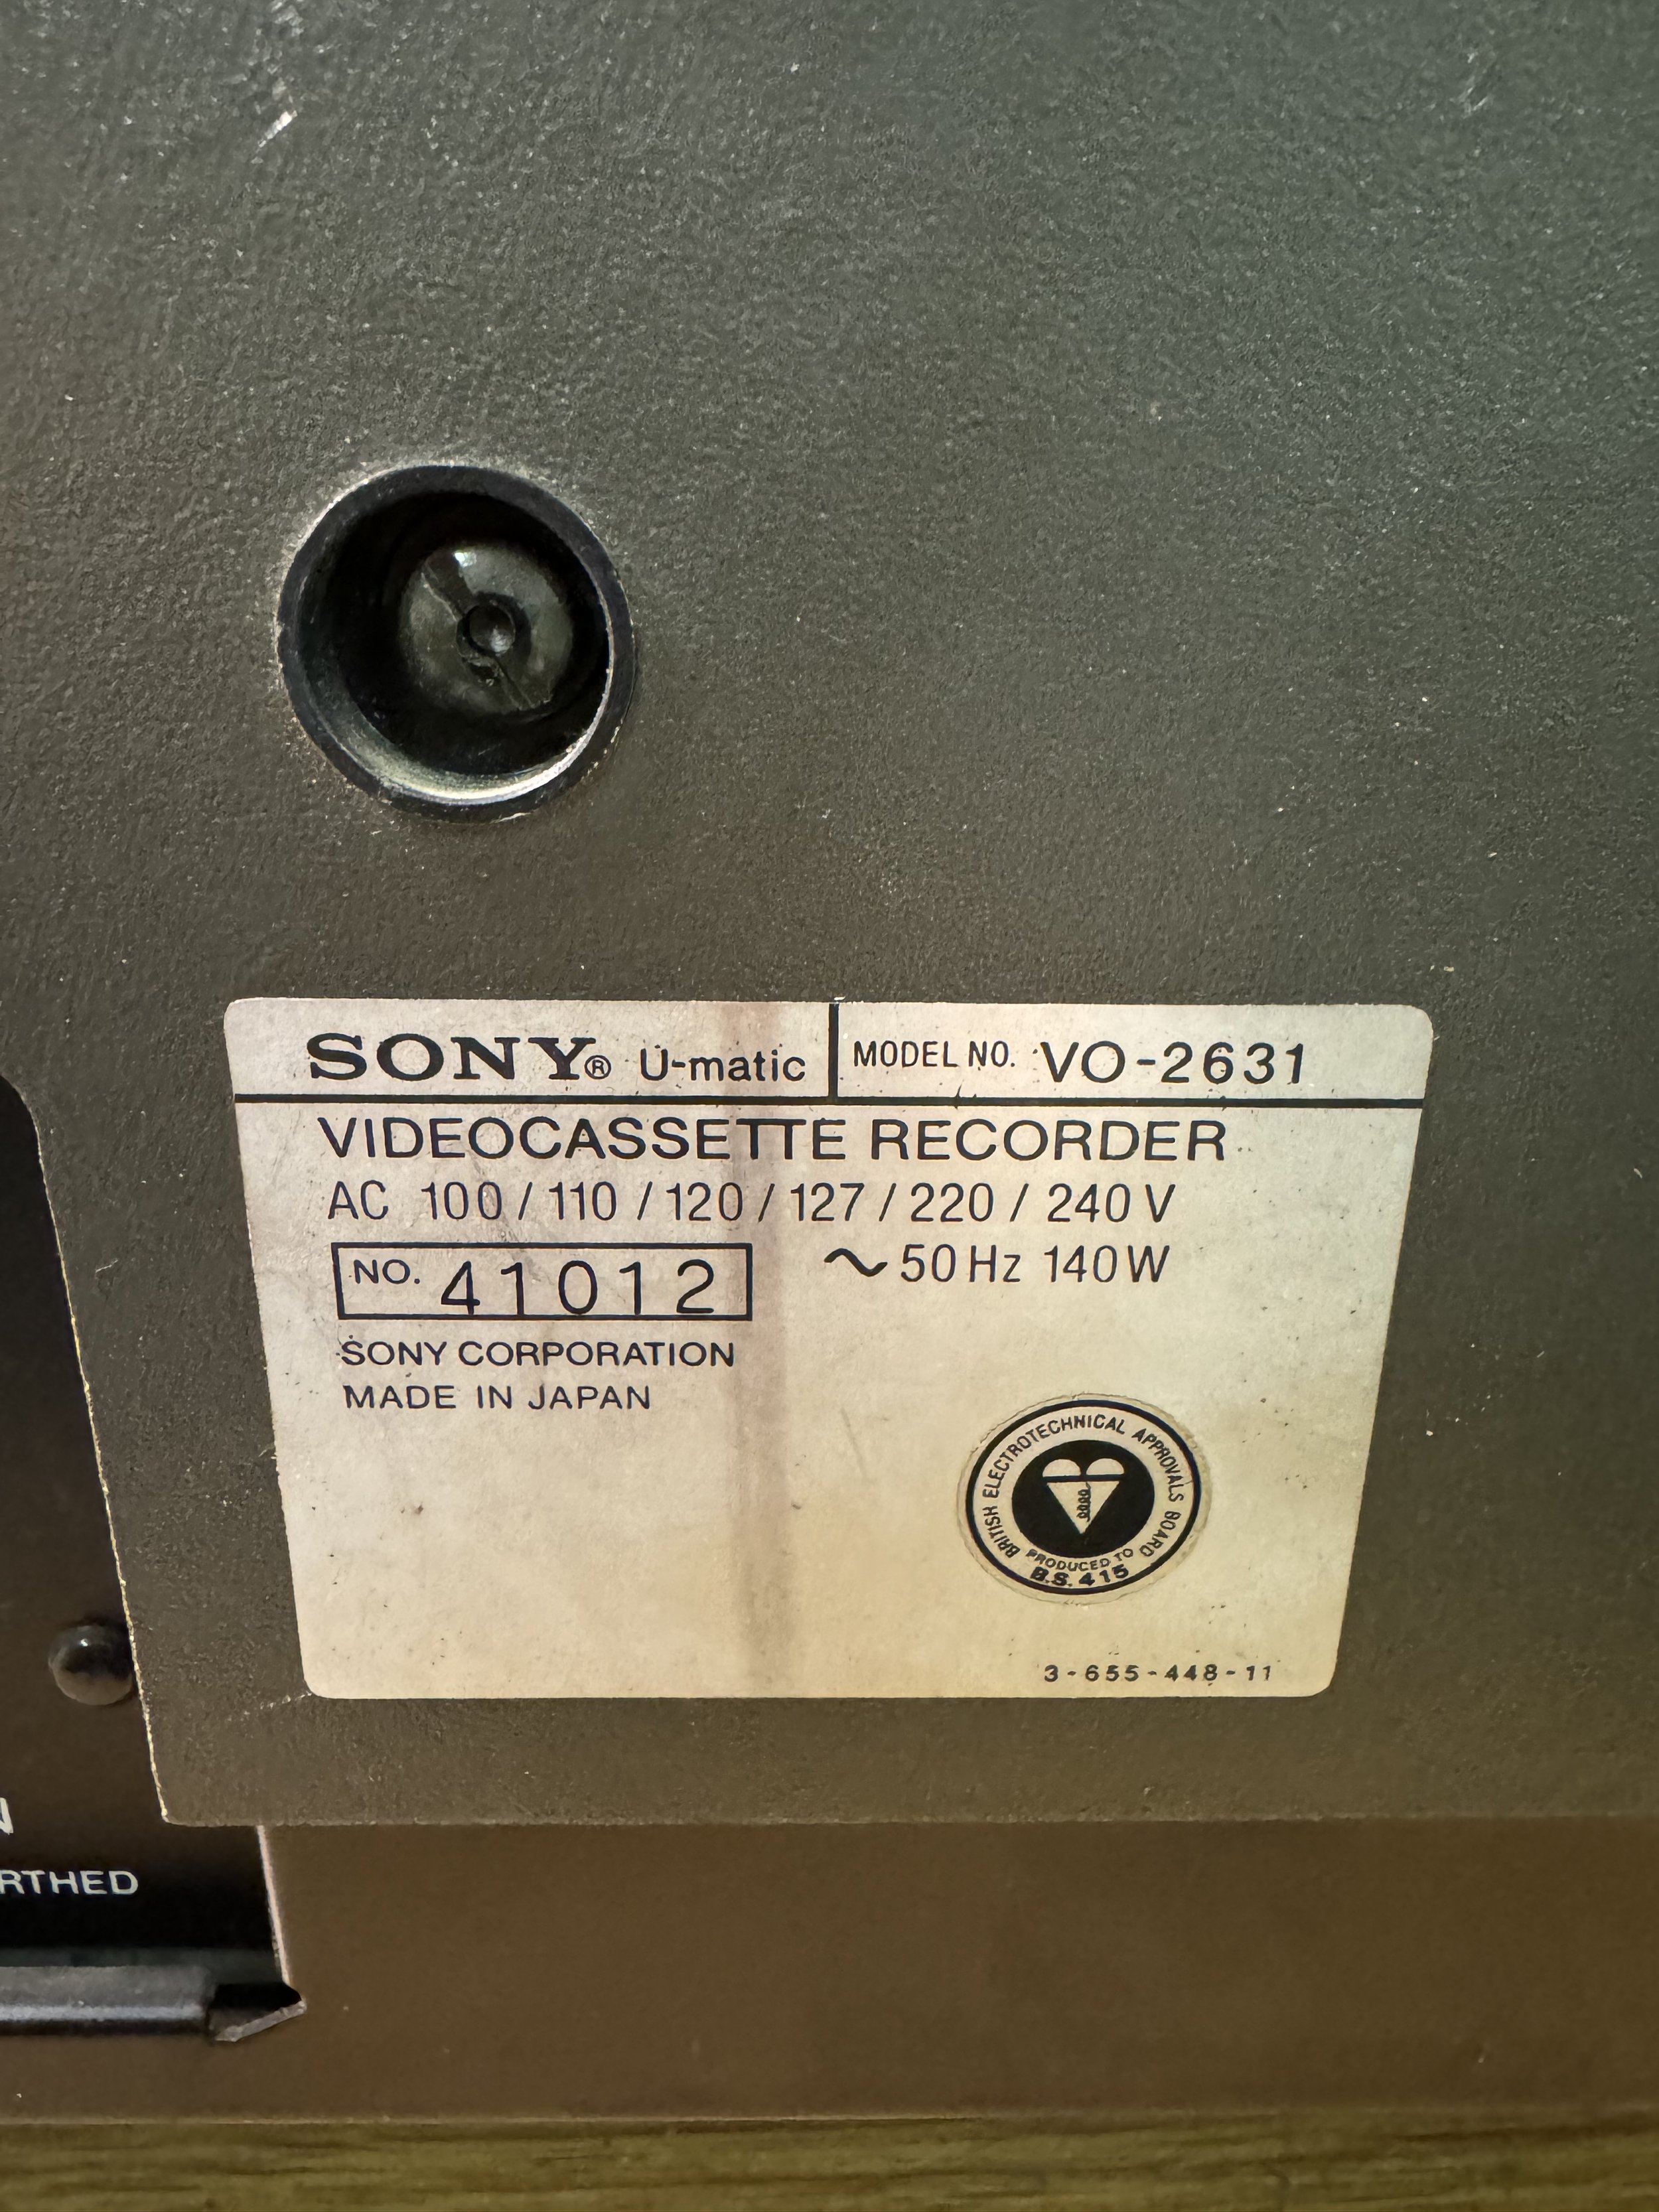 SONY® U-matic MODEL NO. VO-2631
VIDEOCASSETTE RECORDER
AC 100 / 110 / 120 / 127 / 220 / 240 V
NO. 41012 ~ 50 Hz 140 W
SONY CORPORATION
MADE IN JAPAN
BRITISH ELECTROTECHNICAL APPROVALS BOARD
PRODUCED TO
B.S. 415
3-655-448-11
N
RTHED